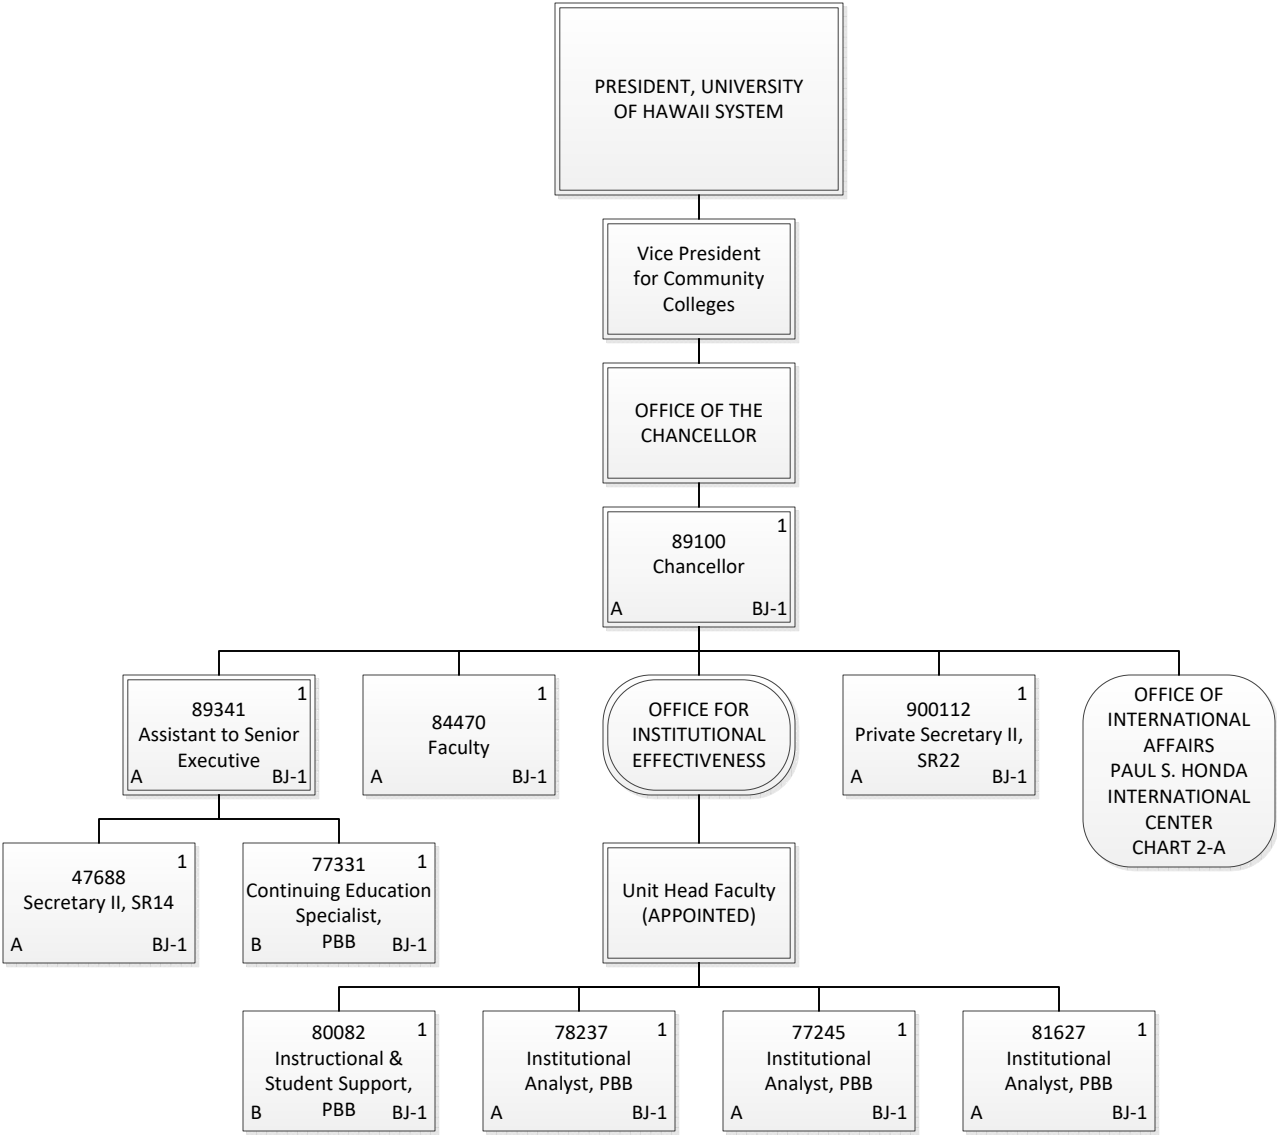 PRESIDENT, UNIVERSITY
OF HAWAII SYSTEM
Vice President
for Community
Colleges
OFFICE OF THE
CHANCELLOR
1
89100
Chancellor
A BJ-1
1
89341
Assistant to Senior
Executive
A BJ-1
1
84470
Faculty
A BJ-1
OFFICE FOR
INSTITUTIONAL
EFFECTIVENESS
1
900112
Private Secretary II,
SR22
A BJ-1
OFFICE OF
INTERNATIONAL
AFFAIRS
PAUL S. HONDA
INTERNATIONAL
CENTER
CHART 2-A
1
47688
Secretary II, SR14
A BJ-1
77331 1
Continuing Education
Specialist,
PBB
B BJ-1
Unit Head Faculty
(APPOINTED)
80082 1
Instructional &
Student Support,
PBB
B BJ-1
78237 1
Institutional
Analyst, PBB
A BJ-1
77245 1
Institutional
Analyst, PBB
A BJ-1
81627 1
Institutional
Analyst, PBB
A BJ-1